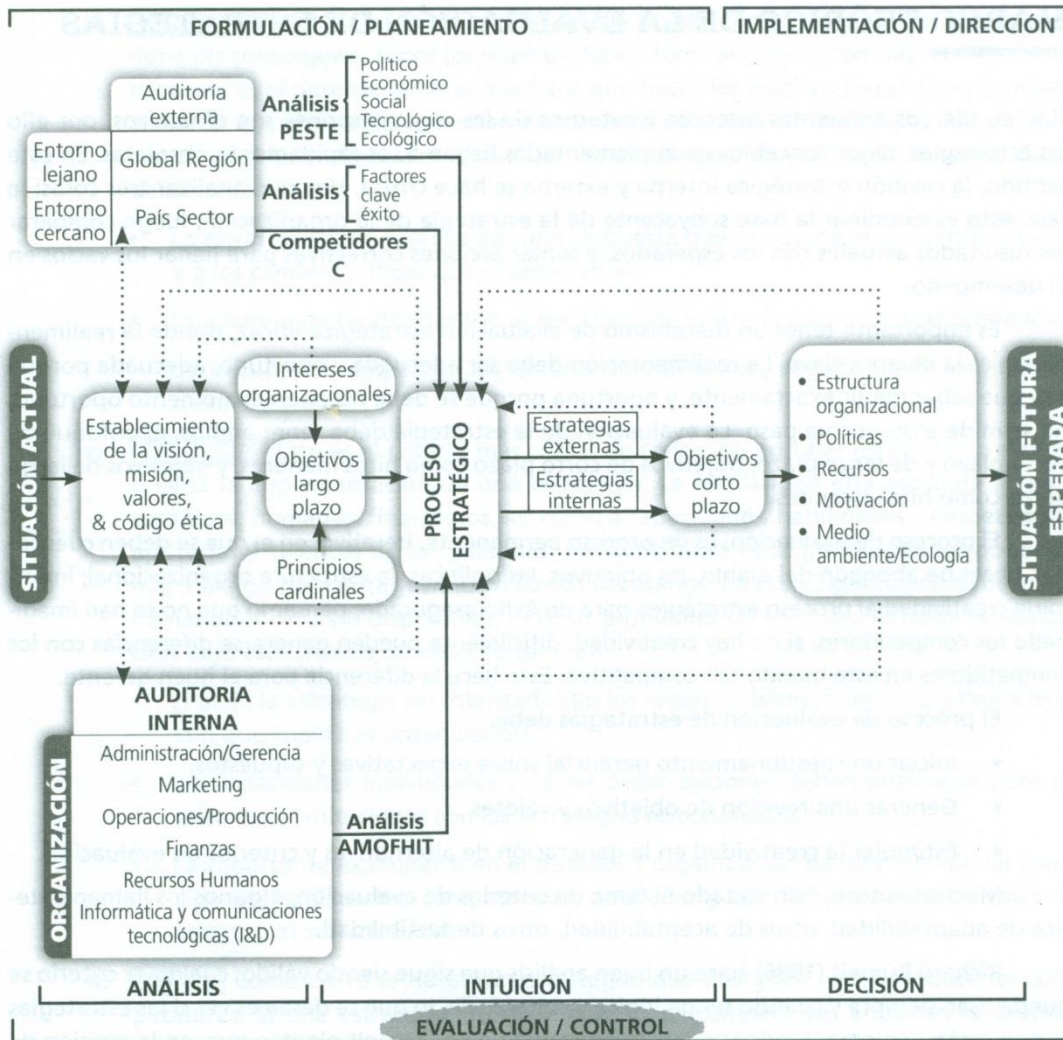 FORMULACIÓN / PLANEAMIENTO
IMPLEMENTACIÓN / DIRECCIÓN
Auditoría
externa
Entorno
lejano
Global Región
Entorno
cercano
País Sector
Análisis
PESTE
Político
Económico
Social
Tecnológico
Ecológico
Análisis
Factores
clave
éxito
Competidores
C
SITUACIÓN ACTUAL
Establecimiento
de la visión,
misión,
valores,
& código ética
Intereses
organizacionales
Objetivos
largo
plazo
Principios
cardinales
PROCESO
ESTRATÉGICO
Estrategias
externas
Estrategias
internas
Objetivos
corto
plazo
• Estructura
organizacional
• Políticas
• Recursos
• Motivación
• Medio
ambiente/Ecología
SITUACIÓN FUTURA
ESPERADA
AUDITORIA
INTERNA
ORGANIZACIÓN
Administración/Gerencia
Marketing
Operaciones/Producción
Finanzas
Recursos Humanos
Informática y comunicaciones
tecnológicas (I&D)
Análisis
AMOFHIT
ANÁLISIS
INTUICIÓN
DECISIÓN
EVALUACIÓN / CONTROL